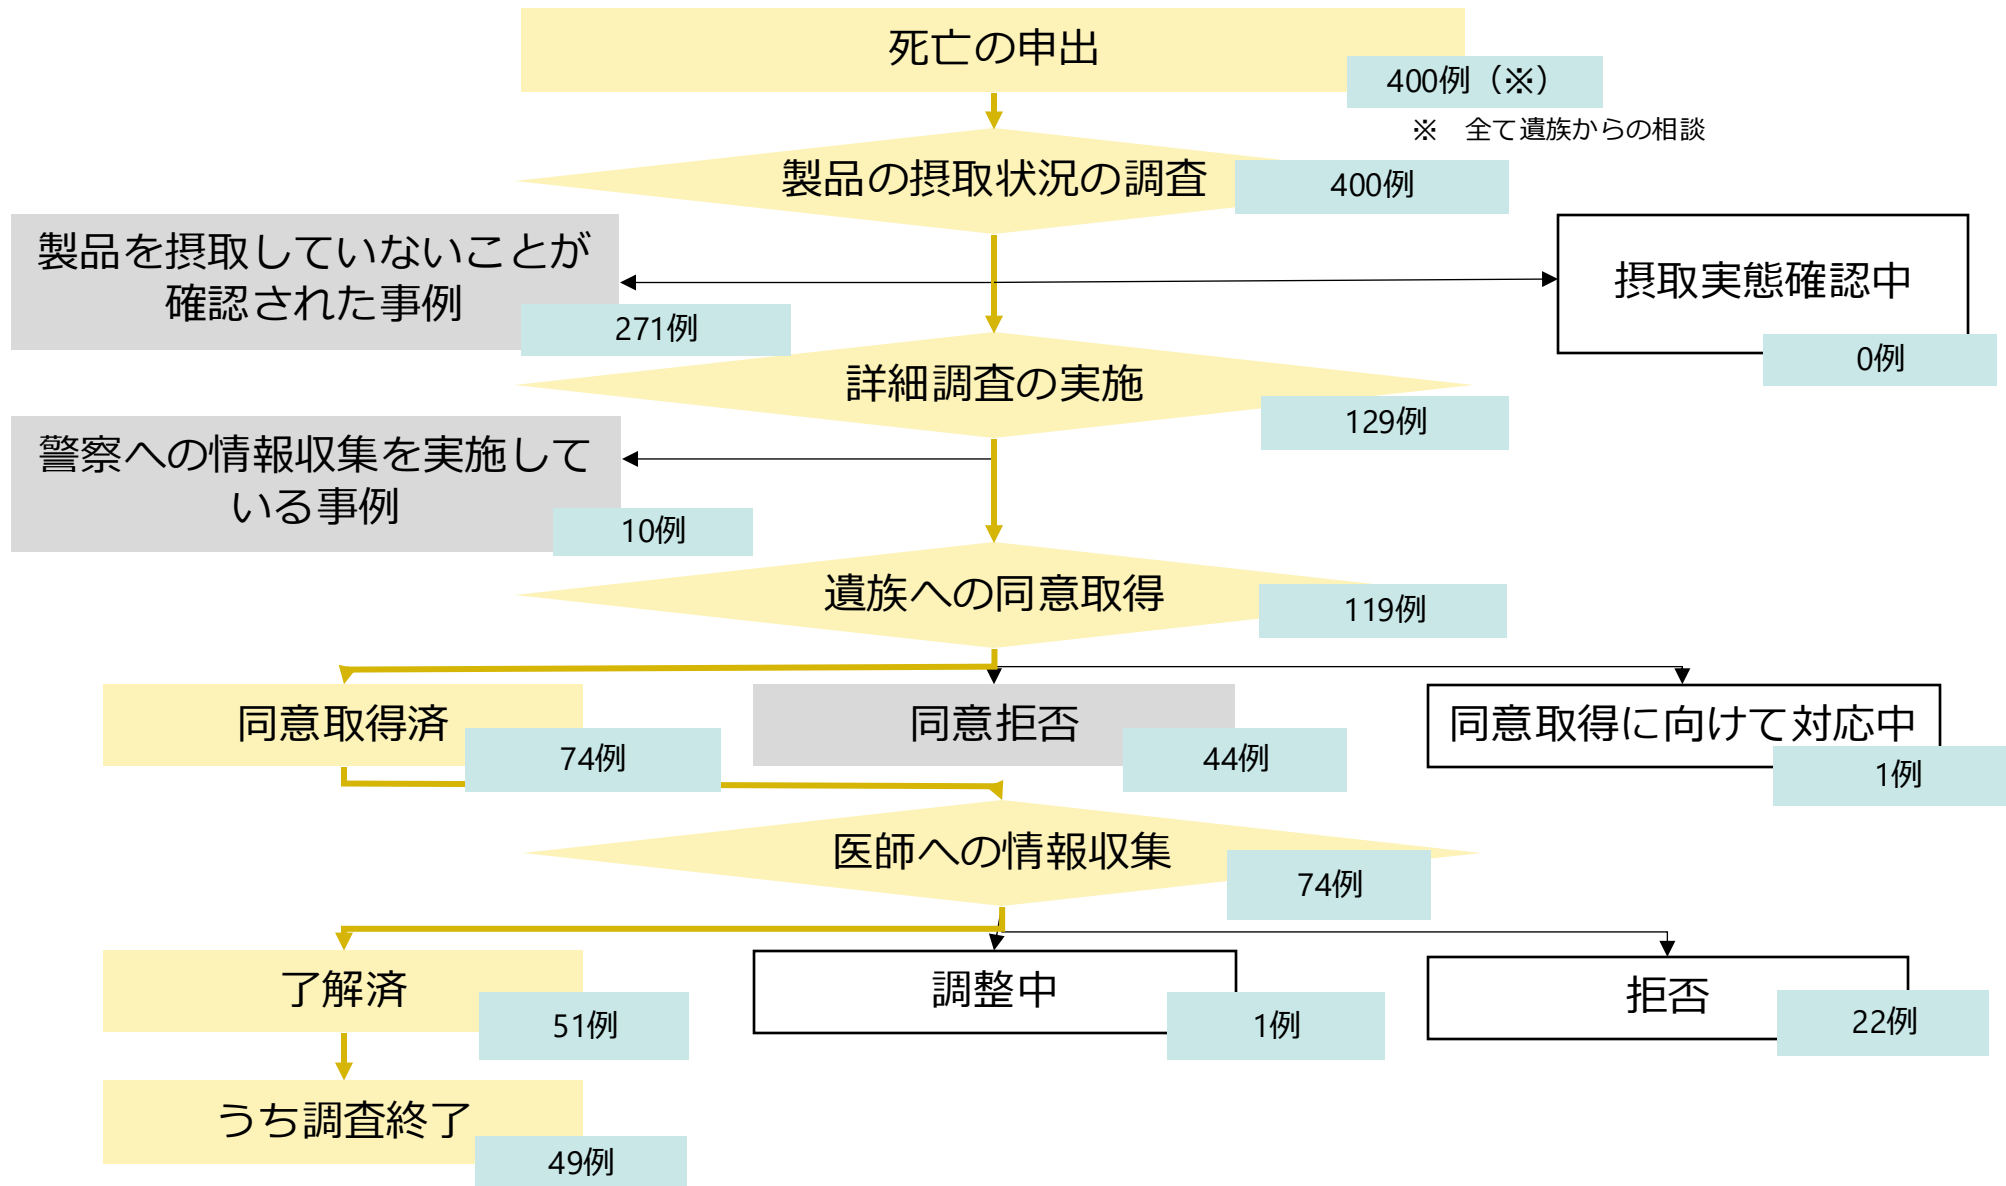 死亡の申出
400例（※）
※　全て遺族からの相談
製品の摂取状況の調査
400例
製品を摂取していないことが
確認された事例
271例
摂取実態確認中
0例
詳細調査の実施
129例
警察への情報収集を実施して
いる事例
10例
遺族への同意取得
119例
同意取得済
74例
同意拒否
44例
同意取得に向けて対応中
1例
医師への情報収集
74例
了解済
51例
調整中
1例
拒否
22例
うち調査終了
49例